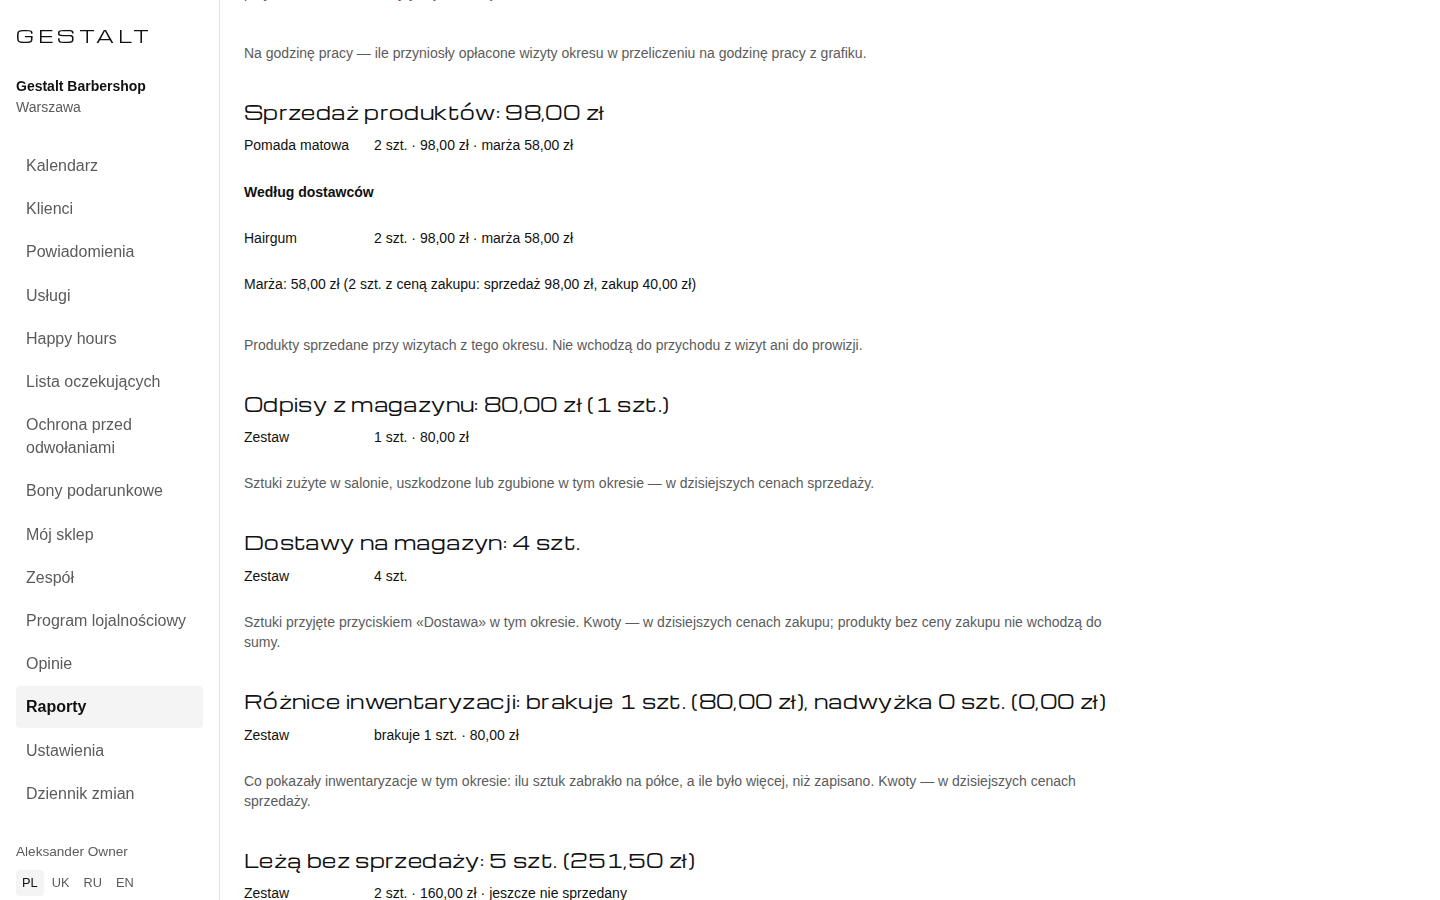 GESTALT
Gestalt Barbershop
Warszawa
Kalendarz
Klienci
Powiadomienia
Usługi
Happy hours
Lista oczekujących
Ochrona przed
odwołaniami
Bony podarunkowe
Mój sklep
Zespół
Program lojalnościowy
Opinie
Raporty
Ustawienia
Dziennik zmian
Aleksander Owner
PL UK RU EN
Na godzinę pracy — ile przyniosły opłacone wizyty okresu w przeliczeniu na godzinę pracy z grafiku.
Sprzedaż produktów: 98,00 zł
Pomada matowa 2 szt. · 98,00 zł · marża 58,00 zł
Według dostawców
Hairgum 2 szt. · 98,00 zł · marża 58,00 zł
Marża: 58,00 zł (2 szt. z ceną zakupu: sprzedaż 98,00 zł, zakup 40,00 zł)
Produkty sprzedane przy wizytach z tego okresu. Nie wchodzą do przychodu z wizyt ani do prowizji.
Odpisy z magazynu: 80,00 zł (1 szt.)
Zestaw 1 szt. · 80,00 zł
Sztuki zużyte w salonie, uszkodzone lub zgubione w tym okresie — w dzisiejszych cenach sprzedaży.
Dostawy na magazyn: 4 szt.
Zestaw 4 szt.
Sztuki przyjęte przyciskiem «Dostawa» w tym okresie. Kwoty — w dzisiejszych cenach zakupu; produkty bez ceny zakupu nie wchodzą do
sumy.
Różnice inwentaryzacji: brakuje 1 szt. (80,00 zł), nadwyżka 0 szt. (0,00 zł)
Zestaw brakuje 1 szt. · 80,00 zł
Co pokazały inwentaryzacje w tym okresie: ilu sztuk zabrakło na półce, a ile było więcej, niż zapisano. Kwoty — w dzisiejszych cenach
sprzedaży.
Leżą bez sprzedaży: 5 szt. (251,50 zł)
Zestaw 2 szt. · 160,00 zł · jeszcze nie sprzedany